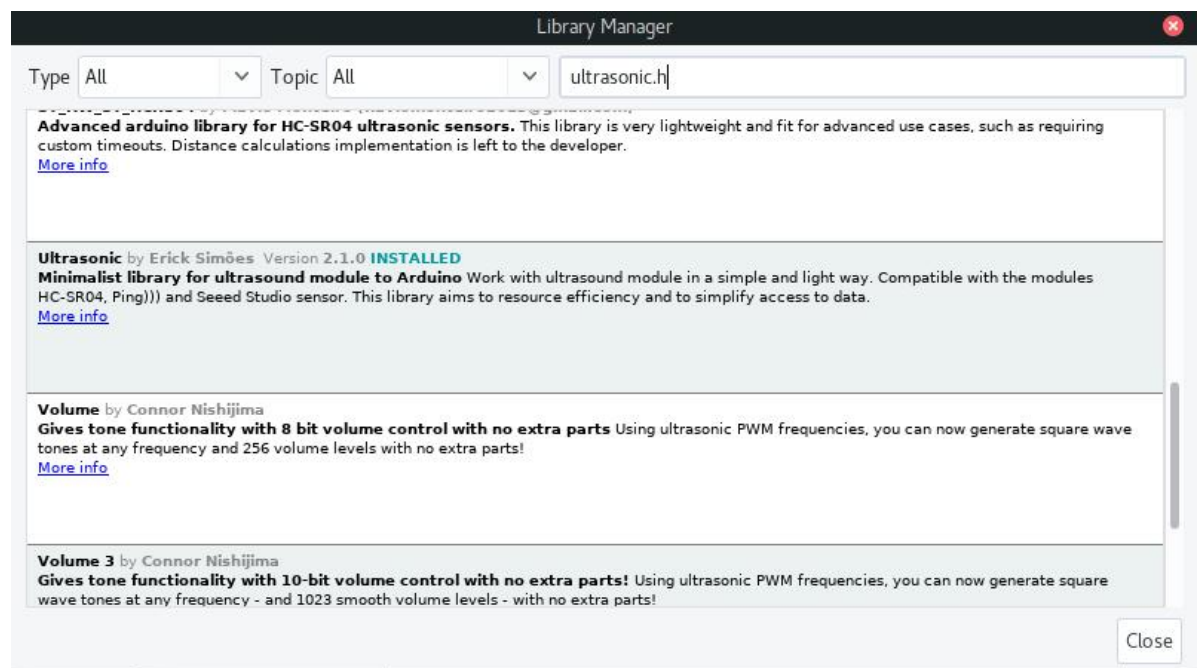 Library Manager
Type All Topic All ultrasonic.h
Advanced arduino library for HC-SR04 ultrasonic sensors. This library is very lightweight and fit for advanced use cases, such as requiring
custom timeouts. Distance calculations implementation is left to the developer.
More info
Ultrasonic by Erick Simões Version 2.1.0 INSTALLED
Minimalist library for ultrasound module to Arduino Work with ultrasound module in a simple and light way. Compatible with the modules
HC-SR04, Ping))) and Seeed Studio sensor. This library aims to resource efficiency and to simplify access to data.
More info
Volume by Connor Nishijima
Gives tone functionality with 8 bit volume control with no extra parts Using ultrasonic PWM frequencies, you can now generate square wave
tones at any frequency and 256 volume levels with no extra parts!
More info
Volume 3 by Connor Nishijima
Gives tone functionality with 10-bit volume control with no extra parts! Using ultrasonic PWM frequencies, you can now generate square
wave tones at any frequency - and 1023 smooth volume levels - with no extra parts!
Close